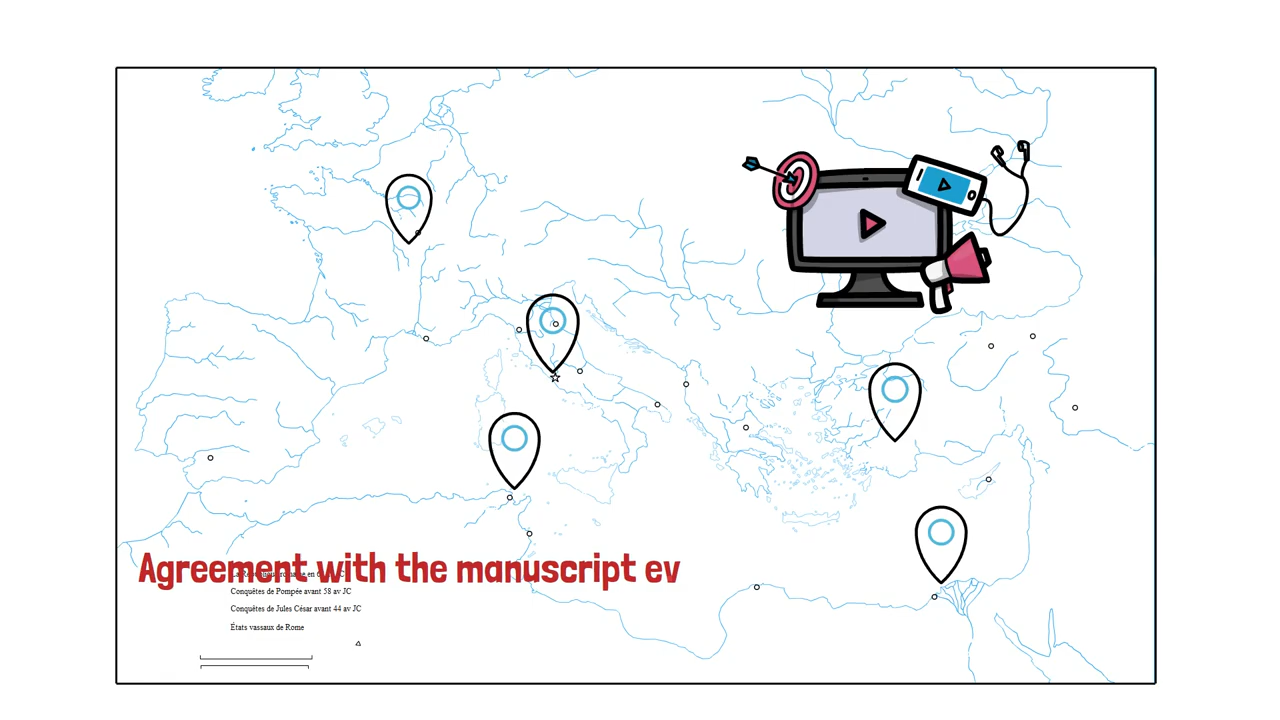 Agreement with the manuscript ev
Conquêtes de Pompée avant 58 av JC
Conquêtes de Jules César avant 44 av JC
États vassaux de Rome